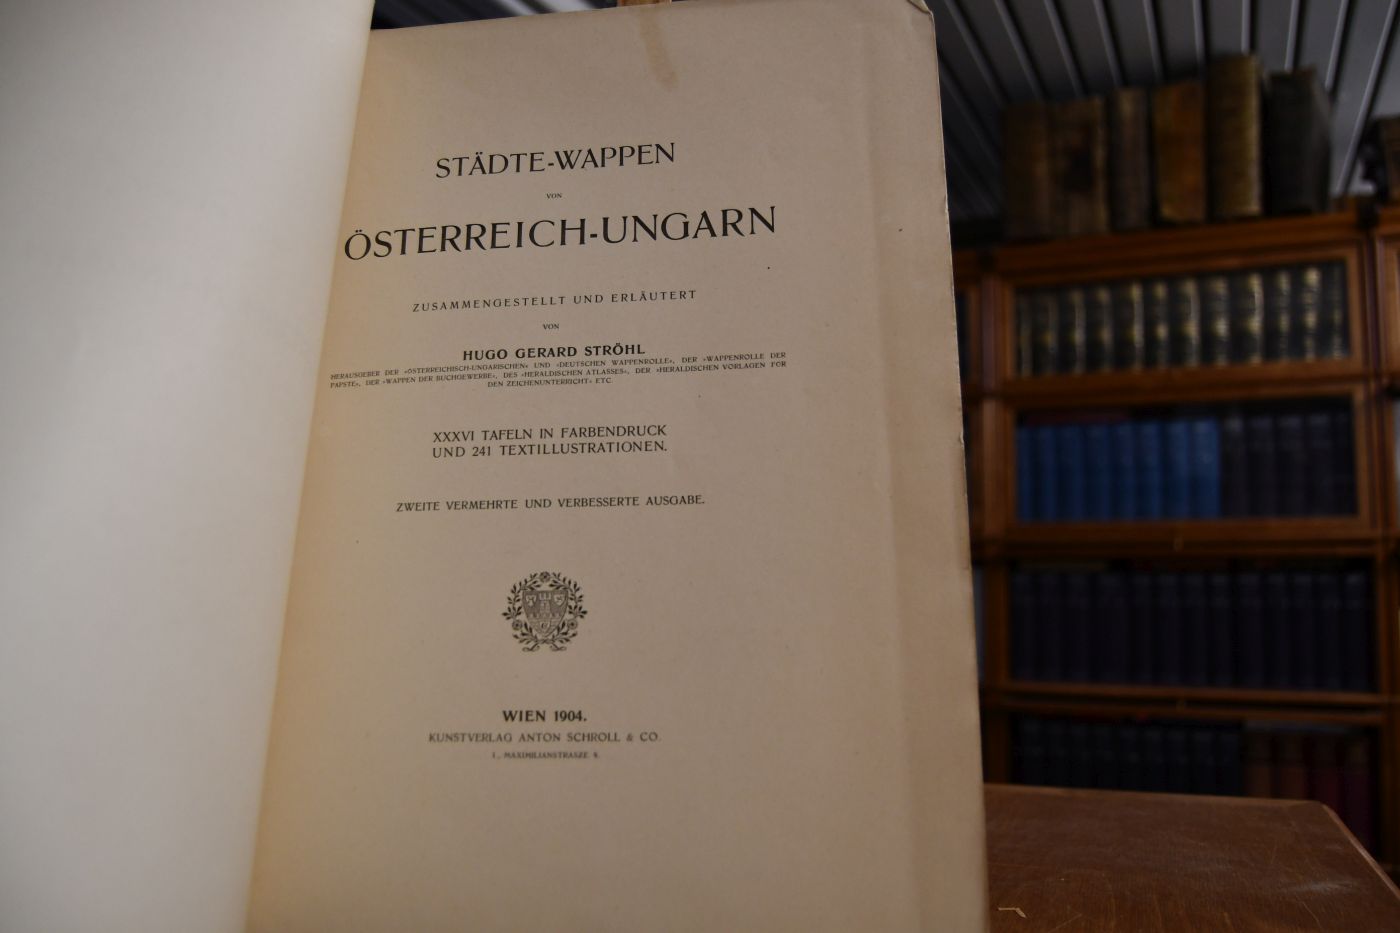 STÄDTE-WAPPEN
VON
ÖSTERREICH-UNGARN
ZUSAMMENGESTELLT UND ERLÄUTERT
VON
HUGO GERARD STRÖHL
HERAUSGEBER DER »ÖSTERREICHISCH-UNGARISCHEN« UND »DEUTSCHEN WAPPENROLLE«, DER »WAPPENROLLE DER
PÄPSTE«, DER »WAPPEN DER BUCHGEWERBE«, DES »HERALDISCHEN ATLASSES«, DER »HERALDISCHEN VORLAGEN FÜR
DEN ZEICHENUNTERRICHT« ETC.
XXXVI TAFELN IN FARBENDRUCK
UND 241 TEXTILLUSTRATIONEN.
ZWEITE VERMEHRTE UND VERBESSERTE AUSGABE.
WIEN 1904.
KUNSTVERLAG ANTON SCHROLL & CO.
I., MAXIMILIANSTRASZE 9.